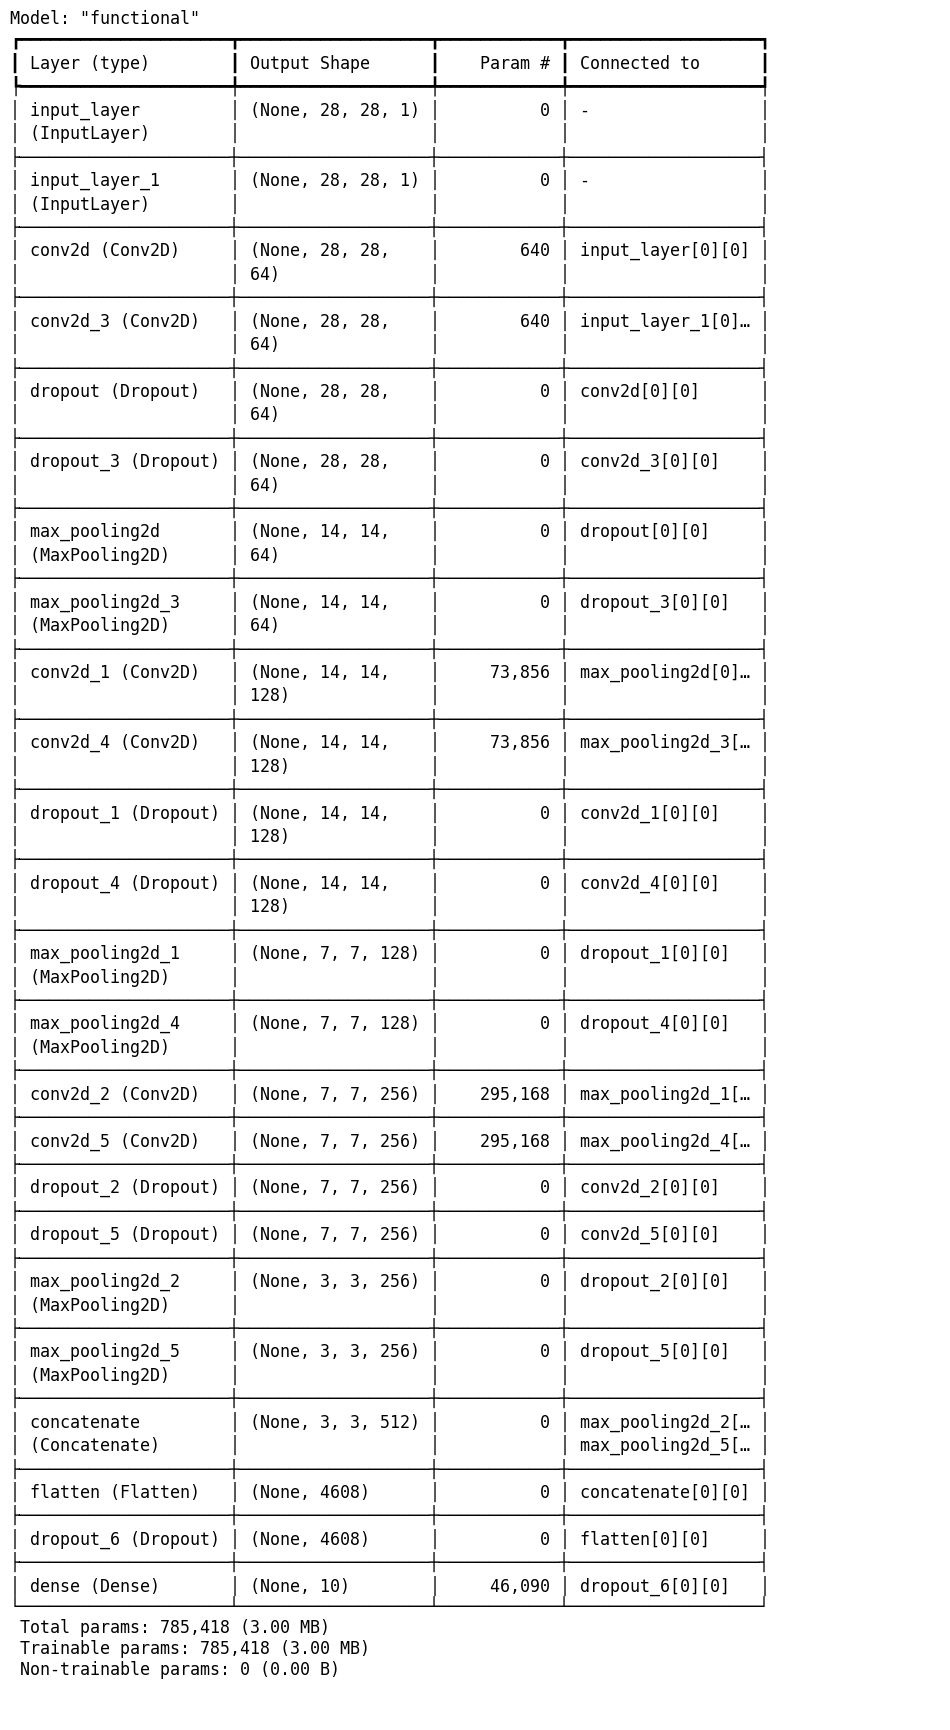 Model: "functional"
Layer (type) Output Shape Param # Connected to
input_layer (None, 28, 28, 1) 0 -
(InputLayer)
input_layer_1 (None, 28, 28, 1) 0 -
(InputLayer)
conv2d (Conv2D) (None, 28, 28, 640 input_layer[0][0]
64)
conv2d_3 (Conv2D) (None, 28, 28, 640 input_layer_1[0]…
64)
dropout (Dropout) (None, 28, 28, 0 conv2d[0][0]
64)
dropout_3 (Dropout) (None, 28, 28, 0 conv2d_3[0][0]
64)
max_pooling2d (None, 14, 14, 0 dropout[0][0]
(MaxPooling2D) 64)
max_pooling2d_3 (None, 14, 14, 0 dropout_3[0][0]
(MaxPooling2D) 64)
conv2d_1 (Conv2D) (None, 14, 14, 73,856 max_pooling2d[0]…
128)
conv2d_4 (Conv2D) (None, 14, 14, 73,856 max_pooling2d_3[…
128)
dropout_1 (Dropout) (None, 14, 14, 0 conv2d_1[0][0]
128)
dropout_4 (Dropout) (None, 14, 14, 0 conv2d_4[0][0]
128)
max_pooling2d_1 (None, 7, 7, 128) 0 dropout_1[0][0]
(MaxPooling2D)
max_pooling2d_4 (None, 7, 7, 128) 0 dropout_4[0][0]
(MaxPooling2D)
conv2d_2 (Conv2D) (None, 7, 7, 256) 295,168 max_pooling2d_1[…
conv2d_5 (Conv2D) (None, 7, 7, 256) 295,168 max_pooling2d_4[…
dropout_2 (Dropout) (None, 7, 7, 256) 0 conv2d_2[0][0]
dropout_5 (Dropout) (None, 7, 7, 256) 0 conv2d_5[0][0]
max_pooling2d_2 (None, 3, 3, 256) 0 dropout_2[0][0]
(MaxPooling2D)
max_pooling2d_5 (None, 3, 3, 256) 0 dropout_5[0][0]
(MaxPooling2D)
concatenate (None, 3, 3, 512) 0 max_pooling2d_2[…
(Concatenate) max_pooling2d_5[…
flatten (Flatten) (None, 4608) 0 concatenate[0][0]
dropout_6 (Dropout) (None, 4608) 0 flatten[0][0]
dense (Dense) (None, 10) 46,090 dropout_6[0][0]
Total params: 785,418 (3.00 MB)
Trainable params: 785,418 (3.00 MB)
Non-trainable params: 0 (0.00 B)